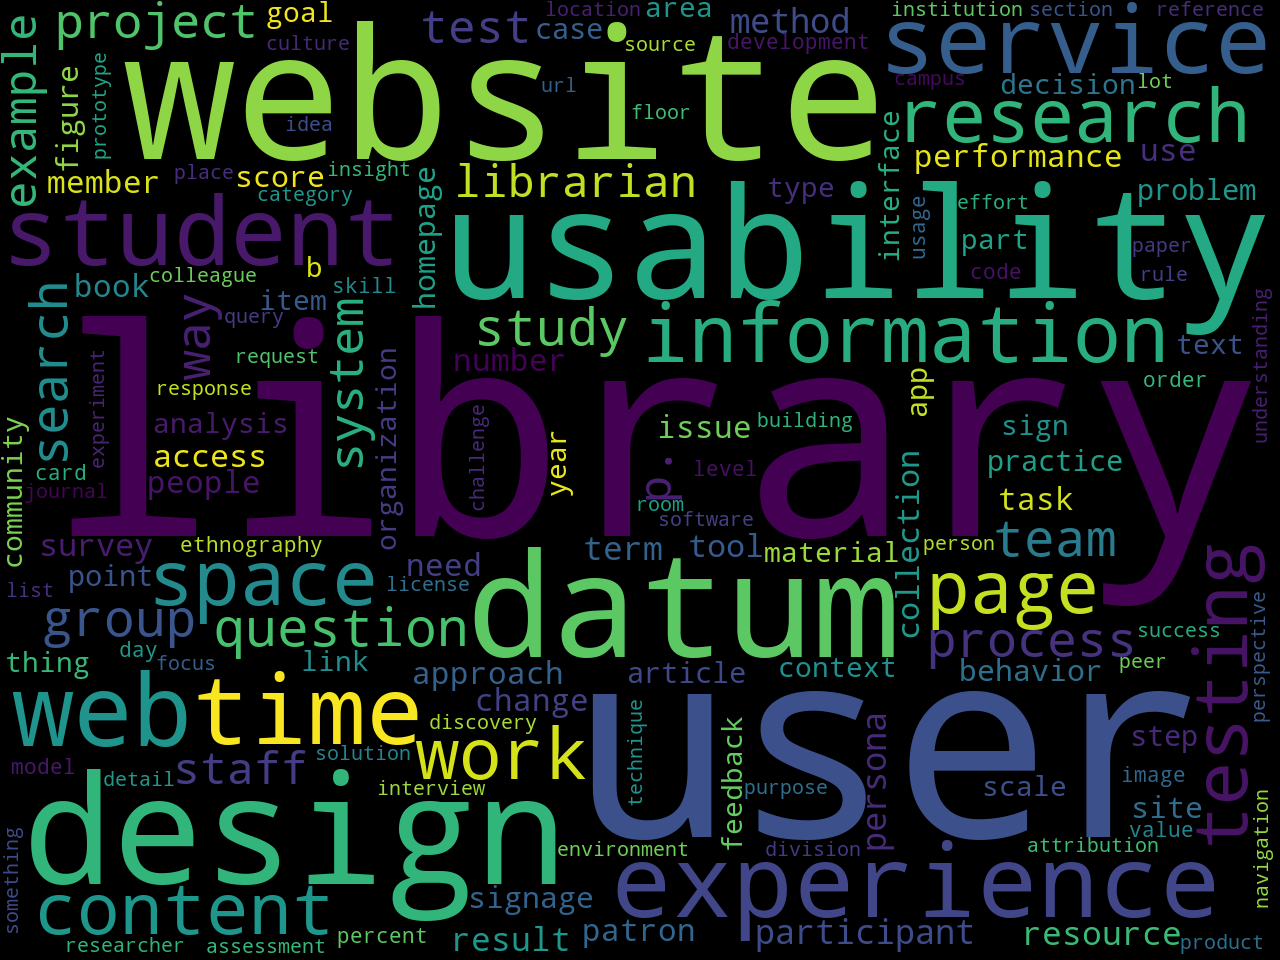 project
goal
culture
test
location
area
case
source
method
development
institution
section
reference
service
example
figure
prototype
website
url
floor
idea
campus
decision
lot
research
interface
performance
use
member
place
score
insight
category
homepage
librarian
type
problem
student
usability
usage
effort
part
code
paper
rule
book
colleague
b
skill
item
query
way
system
search
study
information
text
understanding
request
number
library
response
analysis
access
people
experiment
organization
challenge
year
app
order
issue
building
p.
level
room
software
sign
practice
task
collection
community
card
journal
survey
ethnography
term
tool
material
person
team
list
point
space
need
license
datum
page
testing
group
question
process
success
perspective
thing
day
focus
link
approach
article
context
behavior
peer
web
time
change
discovery
user
technique
feedback
persona
step
model
detail
staff
solution
work
interview
purpose
scale
image
site
value
design
environment
division
attribution
navigation
something
content
signage
experience
researcher
assessment
percent
result
patron
participant
resource
product